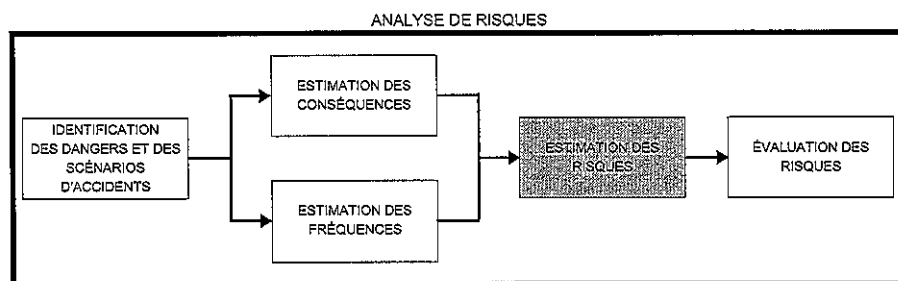 ANALYSE DE RISQUES
IDENTIFICATION
DES DANGERS ET DES
SCÉNARIOS
D'ACCIDENTS
ESTIMATION DES
CONSÉQUENCES
ESTIMATION DES
FRÉQUENCES
ESTIMATION DES
RISQUES
ÉVALUATION DES
RISQUES